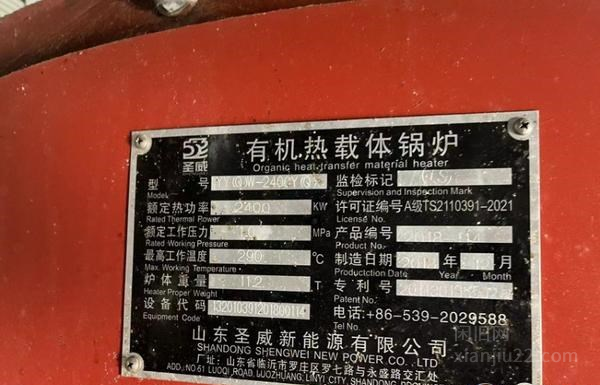 52
圣威
有机热载体锅炉
Organic heat transfer material heater
型 号
Model
监检标记
Supervision and Inspection Mark
额定热功率 2400 KW
Rated Thermal Power
许可证编号 A级TS2110391-2021
License No.
额定工作压力 MPa
Rated Working Pressure
产品编号
Product No.
最高工作温度 290 ℃
Max. Working Temperature
制造日期 年 月
Productction Date Year Month
炉体重量 11.2 T
Heater Proper Weight
专利号
Patent No.
设备代码 132010391201800114
Equipment Code
电话:+86-539-2029588
Tel No.
山东圣威新能源有限公司
SHANDONG SHENGWEI NEW POWER CO., LTD
厂址:山东省临沂市罗庄区罗七路与永盛路交汇处
ADD.:NO 61 LUOQI ROAD, LUOZHUANG, LINYI CITY, SHANDONG
闲旧网
xianjiu22.com